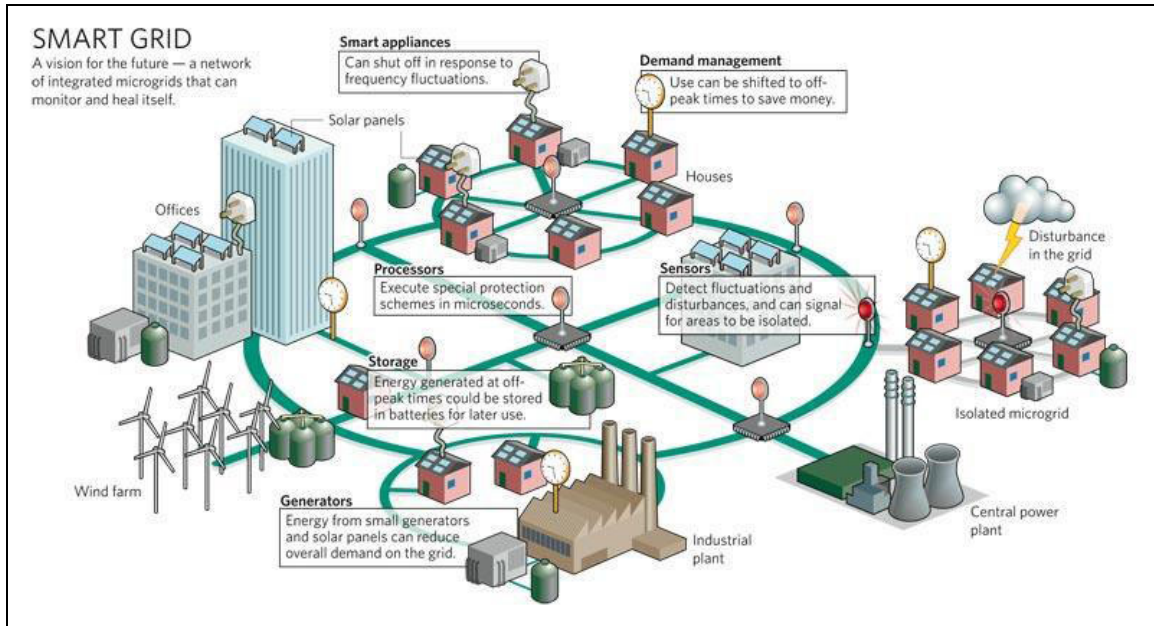 SMART GRID
A vision for the future — a network
of integrated microgrids that can
monitor and heal itself.
Smart appliances
Can shut off in response to
frequency fluctuations.
Demand management
Use can be shifted to off-
peak times to save money.
Solar panels
Houses
Offices
Disturbance
in the grid
Processors
Execute special protection
schemes in microseconds.
Sensors
Detect fluctuations and
disturbances, and can signal
for areas to be isolated.
Storage
Energy generated at off-
peak times could be stored
in batteries for later use.
Isolated microgrid
Wind farm
Generators
Energy from small generators
and solar panels can reduce
overall demand on the grid.
Industrial
plant
Central power
plant